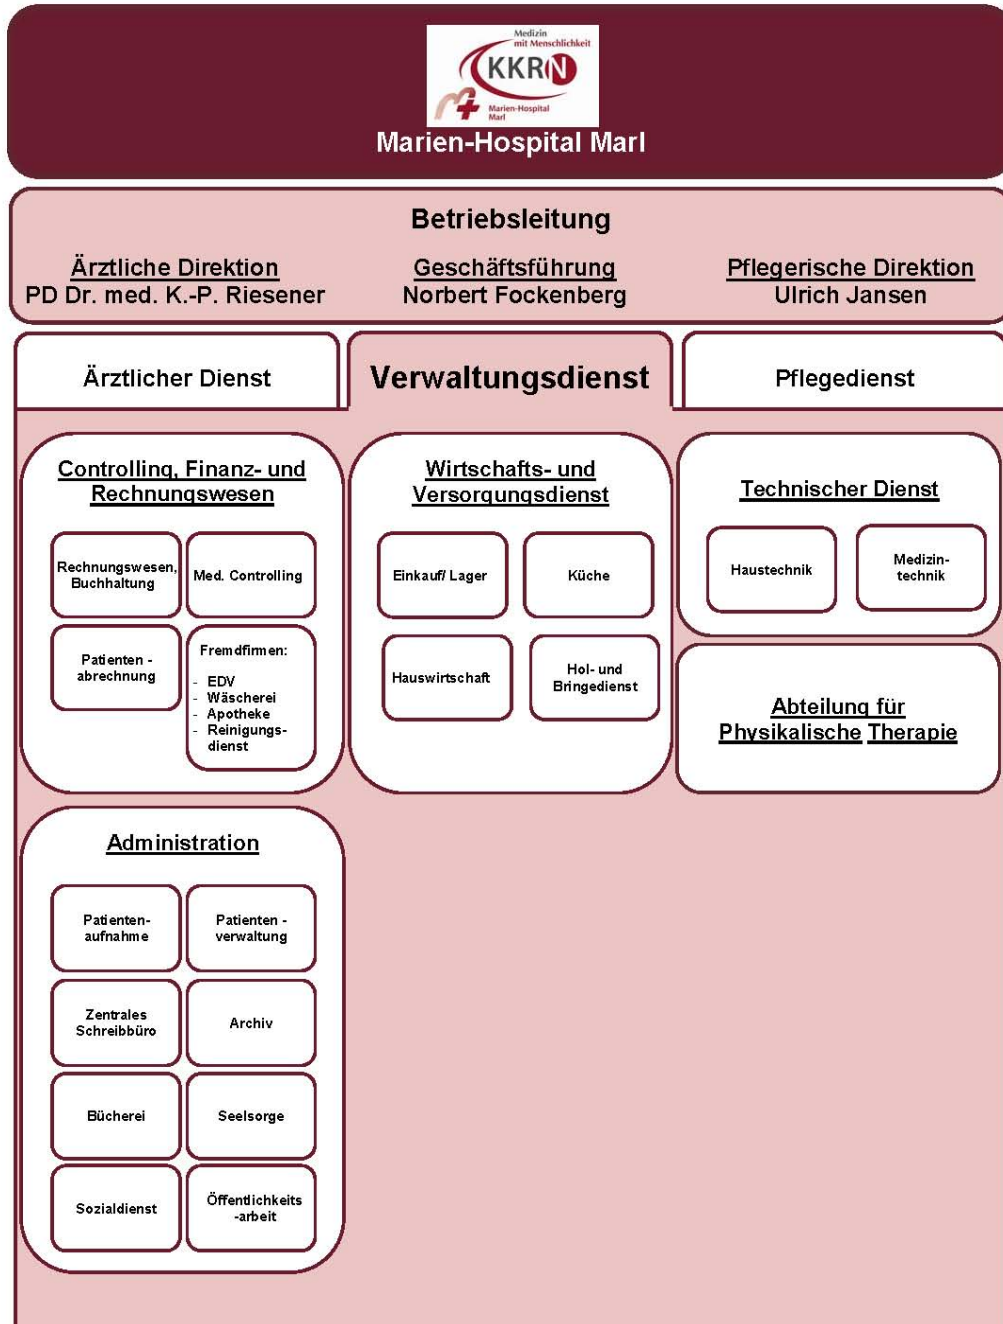 Medizin
mit Menschlichkeit
KKRN
Marien-Hospital
Marl
Marien-Hospital Marl
Betriebsleitung
Ärztliche Direktion
PD Dr. med. K.-P. Riesener
Geschäftsführung
Norbert Fockenberg
Pflegerische Direktion
Ulrich Jansen
Ärztlicher Dienst
Verwaltungsdienst
Pflegedienst
Controlling, Finanz- und
Rechnungswesen
Rechnungswesen,
Buchhaltung
Med. Controlling
Patienten -
abrechnung
Fremdfirmen:
- EDV
- Wäscherei
- Apotheke
- Reinigungs-
dienst
Wirtschafts- und
Versorgungsdienst
Einkauf/ Lager
Küche
Hauswirtschaft
Hol- und
Bringedienst
Technischer Dienst
Haustechnik
Medizin-
technik
Abteilung für
Physikalische Therapie
Administration
Patienten-
aufnahme
Patienten -
verwaltung
Zentrales
Schreibbüro
Archiv
Bücherei
Seelsorge
Sozialdienst
Öffentlichkeits
-arbeit